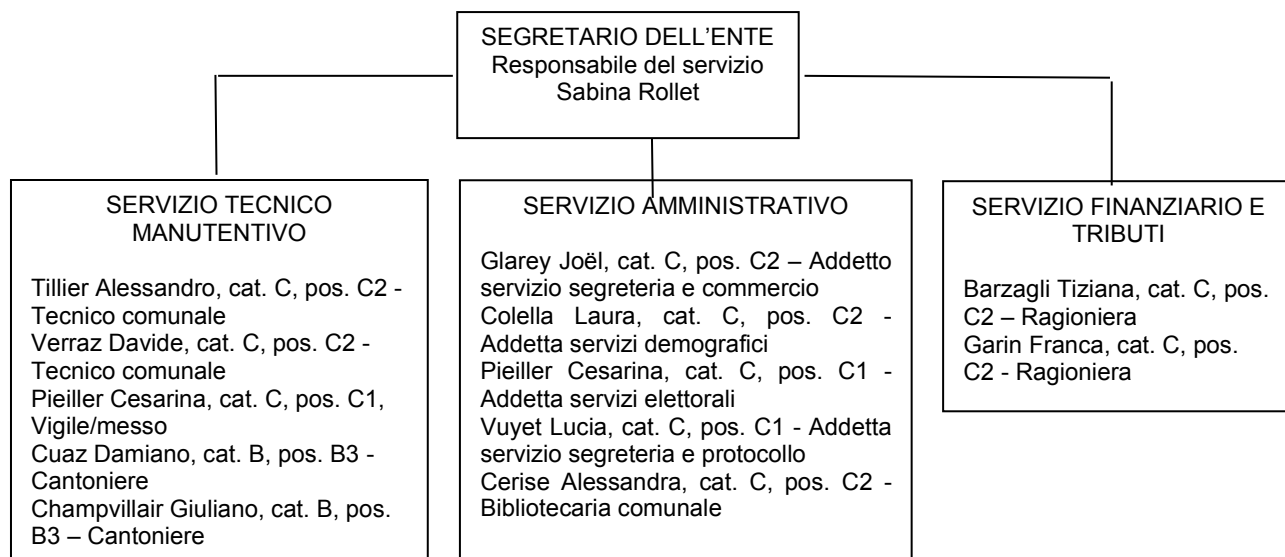 SEGRETARIO DELL'ENTE
Responsabile del servizio
Sabina Rollet
SERVIZIO TECNICO
MANUTENTIVO
Tillier Alessandro, cat. C, pos. C2 -
Tecnico comunale
Verraz Davide, cat. C, pos. C2 -
Tecnico comunale
Pieiller Cesarina, cat. C, pos. C1,
Vigile/messo
Cuaz Damiano, cat. B, pos. B3 -
Cantoniere
Champvillair Giuliano, cat. B, pos.
B3 – Cantoniere
SERVIZIO AMMINISTRATIVO
Glarey Joël, cat. C, pos. C2 – Addetto
servizio segreteria e commercio
Colella Laura, cat. C, pos. C2 -
Addetta servizi demografici
Pieiller Cesarina, cat. C, pos. C1 -
Addetta servizi elettorali
Vuyet Lucia, cat. C, pos. C1 - Addetta
servizio segreteria e protocollo
Cerise Alessandra, cat. C, pos. C2 -
Bibliotecaria comunale
SERVIZIO FINANZIARIO E
TRIBUTI
Barzagli Tiziana, cat. C, pos.
C2 – Ragioniera
Garin Franca, cat. C, pos.
C2 - Ragioniera